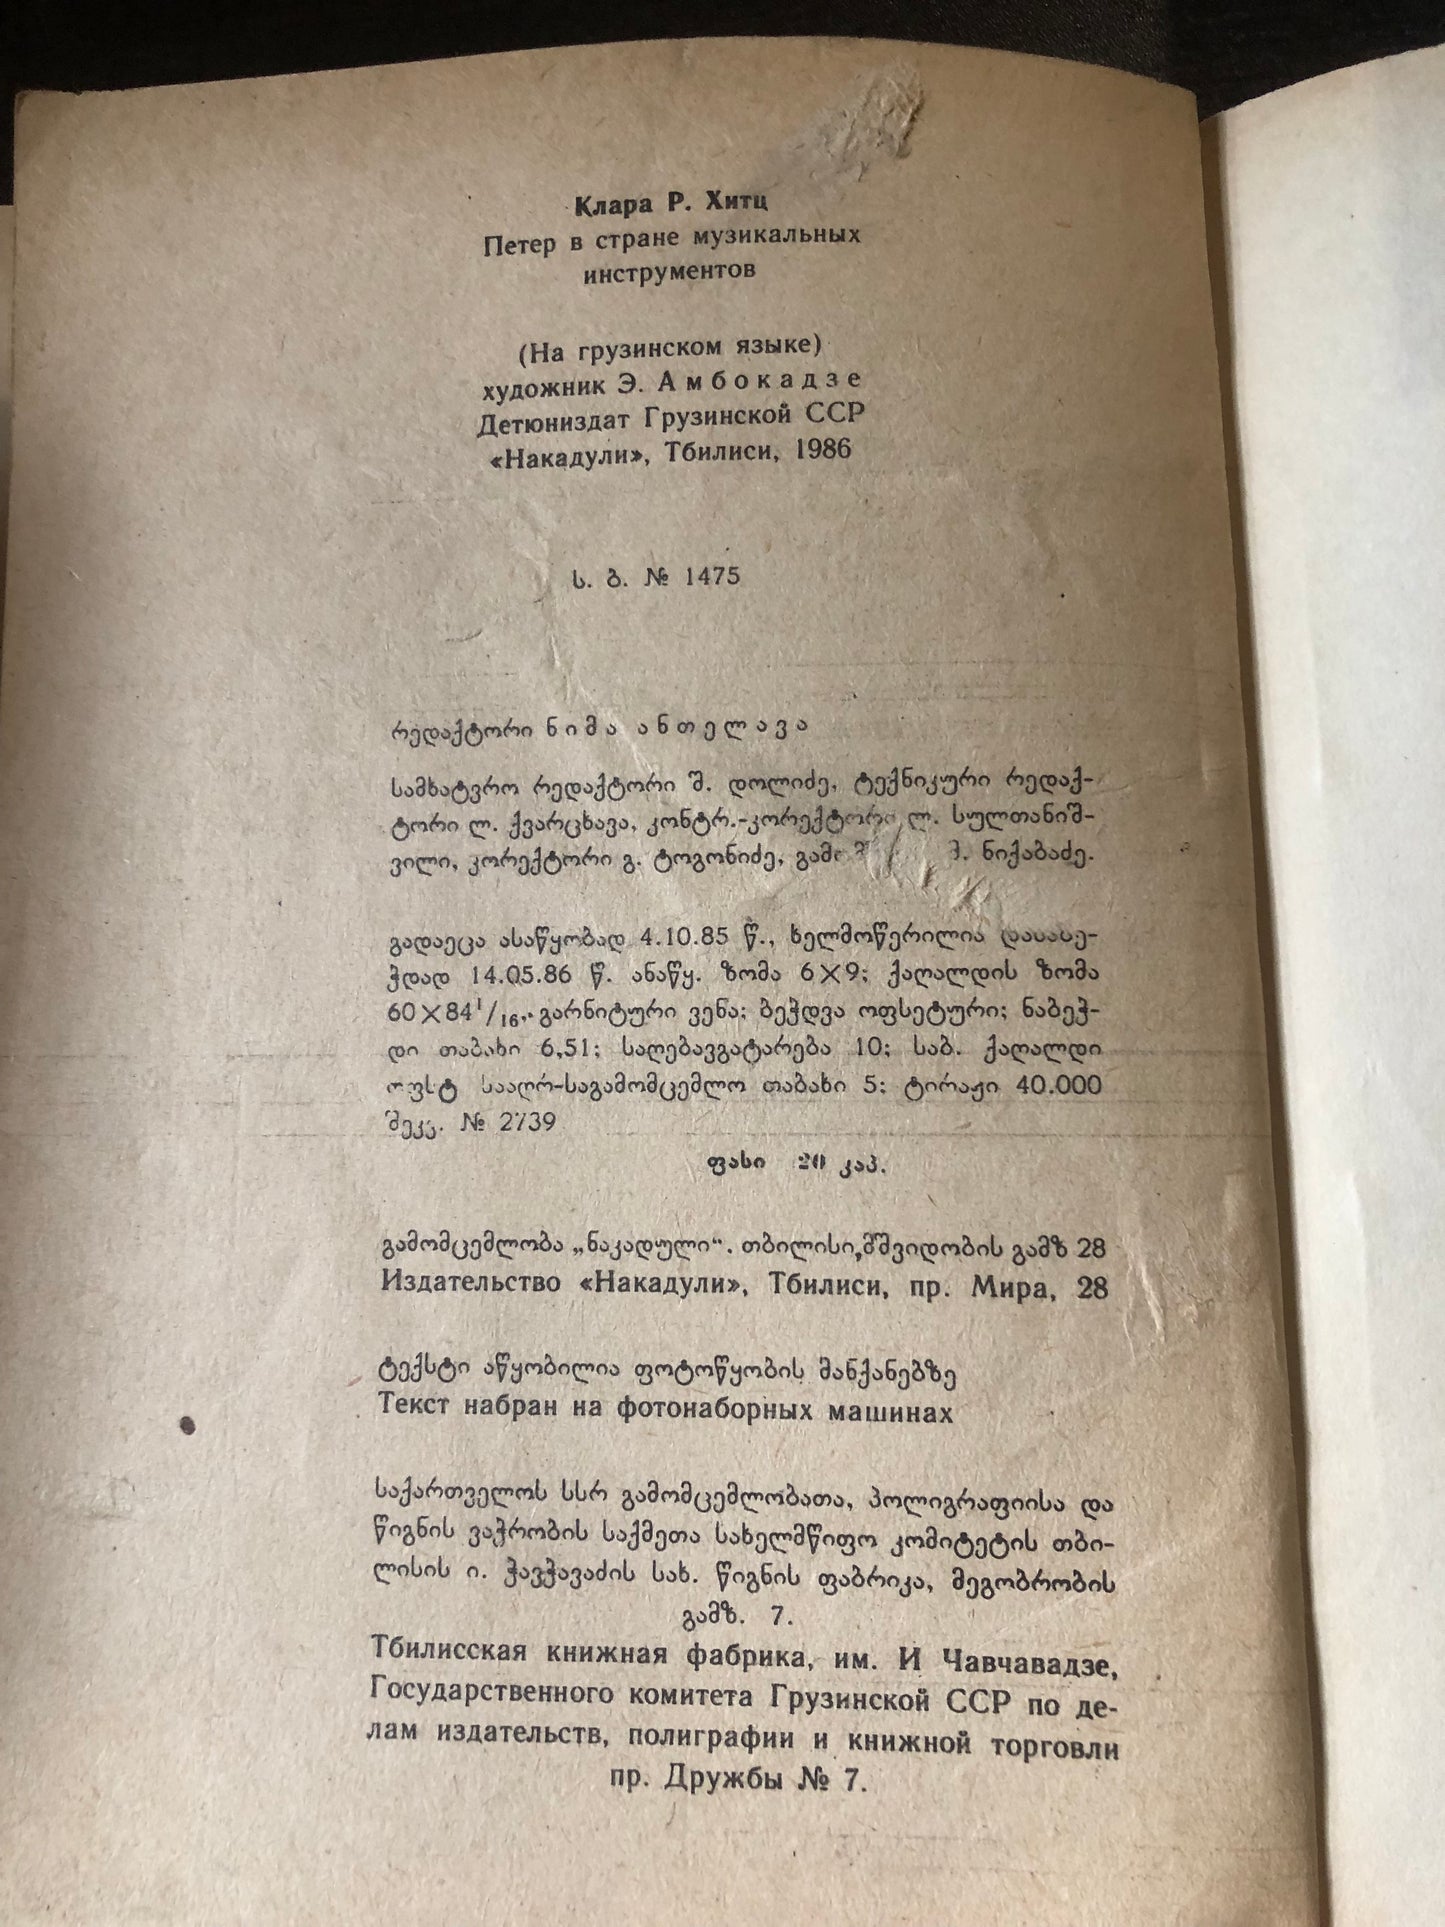 Клара Р. Хитц
Петер в стране музикальных
инструментов
(На грузинском языке)
художник Э. Амбокадзе
Детюниздат Грузинской ССР
«Накадули», Тбилиси, 1986
ს. ბ. № 1475
რედაქტორი ნიმა ანთელავა
სამხატვრო რედაქტორი შ. დოლიძე, ტექნიკური რედაქ-
ტორი ლ. ქვარცხავა, კონტრ.-კორექტორი ლ. სულთანიშ-
ვილი, კორექტორი გ. ტოგონიძე, ნიქაბაძე.
გადაეცა ასაწყობად 4.10.85 წ., ხელმოწერილია დასაბე-
ჭდად 14.05.86 წ. ანაწყ. ზომა 6×9; ქაღალდის ზომა
60×84¹/₁₆, გარნიტური ვენა; ბეჭდვა ოფსეტური; ნაბეჭ-
დი თაბახი 6,51; საღებავგატარება 10; საბ. ქაღალდი
სააღრ-საგამომცემლო თაბახი 5; ტირაჟი 40.000
შეკვ. № 2739
ფასი 20 კაპ.
გამომცემლობა „ნაკადული“. თბილისი, მშვიდობის გამზ 28
Издательство «Накадули», Тбилиси, пр. Мира, 28
ტექსტი აწყობილია ფოტოწყობის მანქანებზე
Текст набран на фотонаборных машинах
საქართველოს სსრ გამომცემლობათა, პოლიგრაფიისა და
წიგნის ვაჭრობის საქმეთა სახელმწიფო კომიტეტის თბი-
ლისის ი. ჭავჭავაძის სახ. წიგნის ფაბრიკა, მეგობრობის
გამზ. 7.
Тбилисская книжная фабрика, им. И Чавчавадзе,
Государственного комитета Грузинской ССР по де-
лам издательств, полиграфии и книжной торговли
пр. Дружбы № 7.